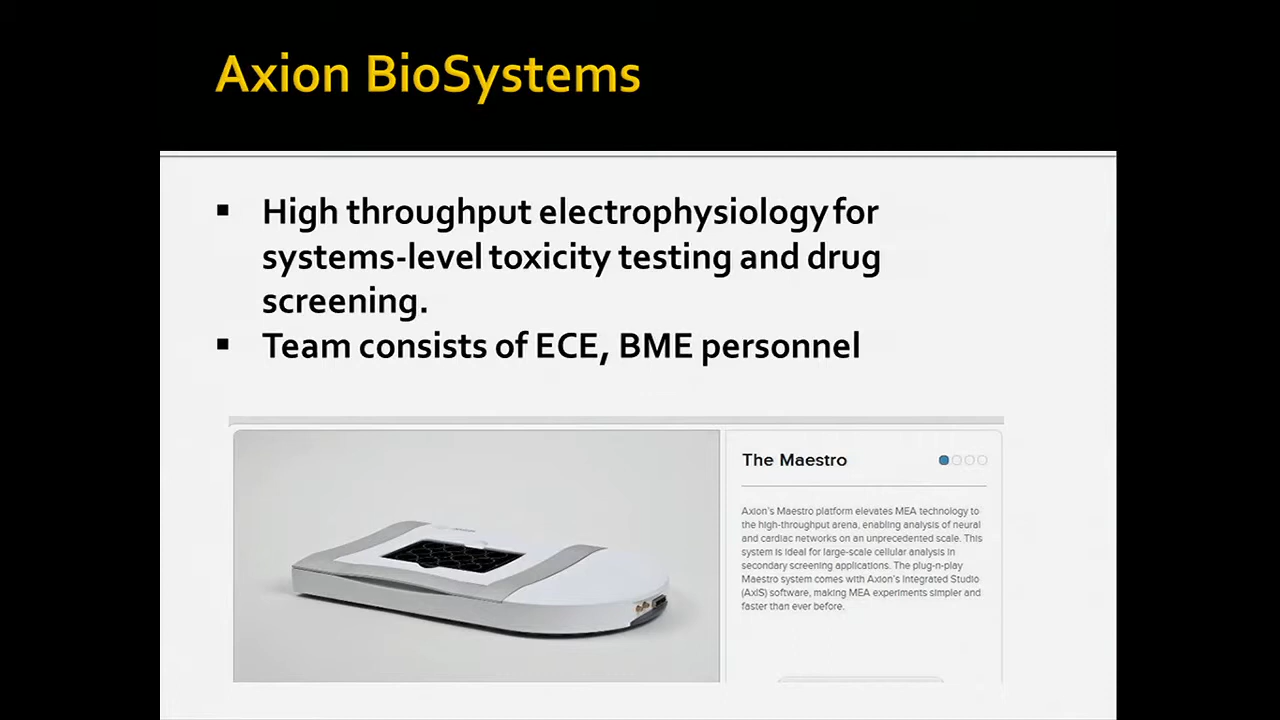 Axion BioSystems
▪ High throughput electrophysiology for
systems-level toxicity testing and drug
screening.
▪ Team consists of ECE, BME personnel
The Maestro
Axion's Maestro platform elevates MEA technology to
the high-throughput arena, enabling analysis of neural
and cardiac networks on an unprecedented scale. This
system is ideal for large-scale cellular analysis in
secondary screening applications. The plug-n-play
Maestro system comes with Axion's Integrated Studio
(AxIS) software, making MEA experiments simpler and
faster than ever before.